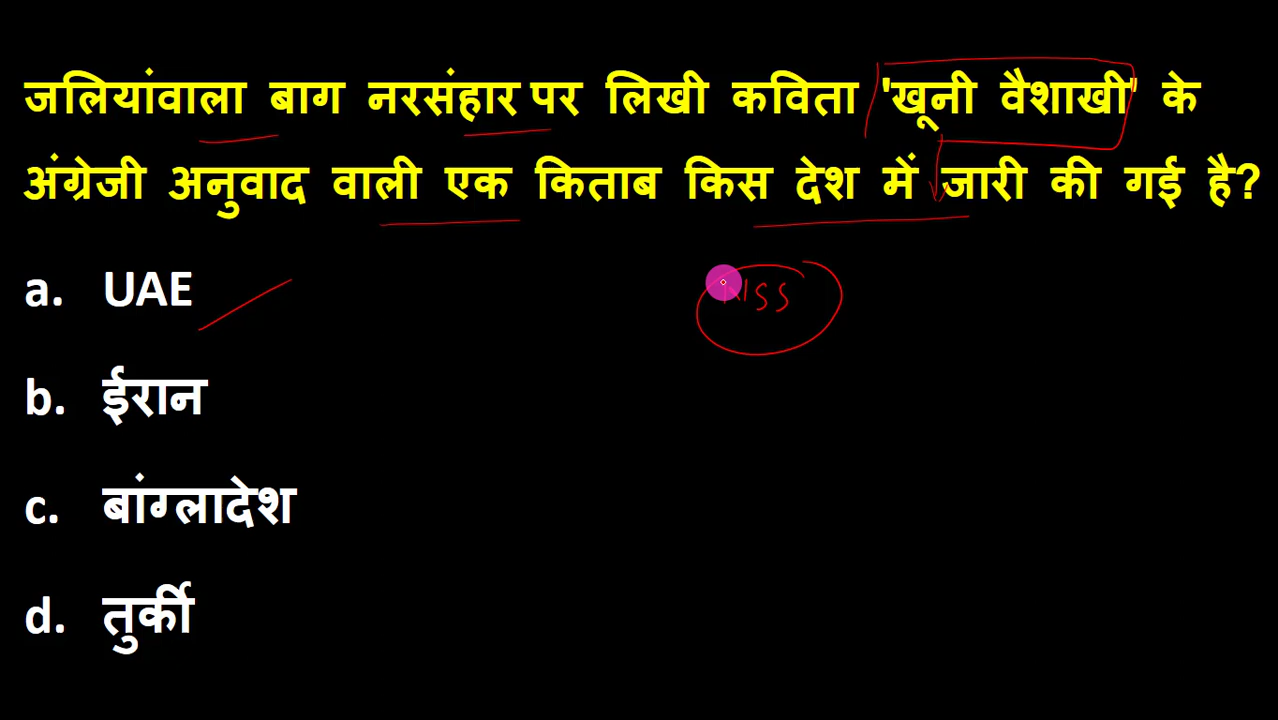 जलियांवाला बाग नरसंहार पर लिखी कविता 'खूनी वैशाखी' के
अंग्रेजी अनुवाद वाली एक किताब किस देश में जारी की गई है?
a. UAE
b. ईरान
c. बांग्लादेश
d. तुर्की